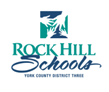 ROCK HILL
Schools
YORK COUNTY DISTRICT THREE